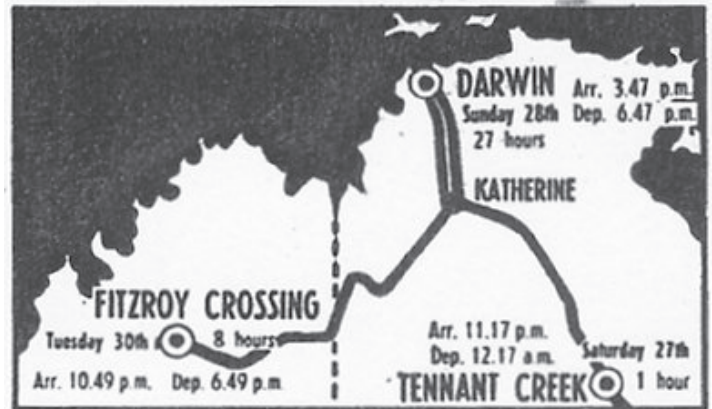 DARWIN Arr. 3.47 p.m.
Sunday 28th Dep. 6.47 p.m.
27 hours
KATHERINE
FITZROY CROSSING
Tuesday 30th 8 hours
Arr. 10.49 p.m. Dep. 6.49 p.m
Arr. 11.17 p.m.
Dep. 12.17 a.m. Saturday 27th
TENNANT CREEK 1 hour